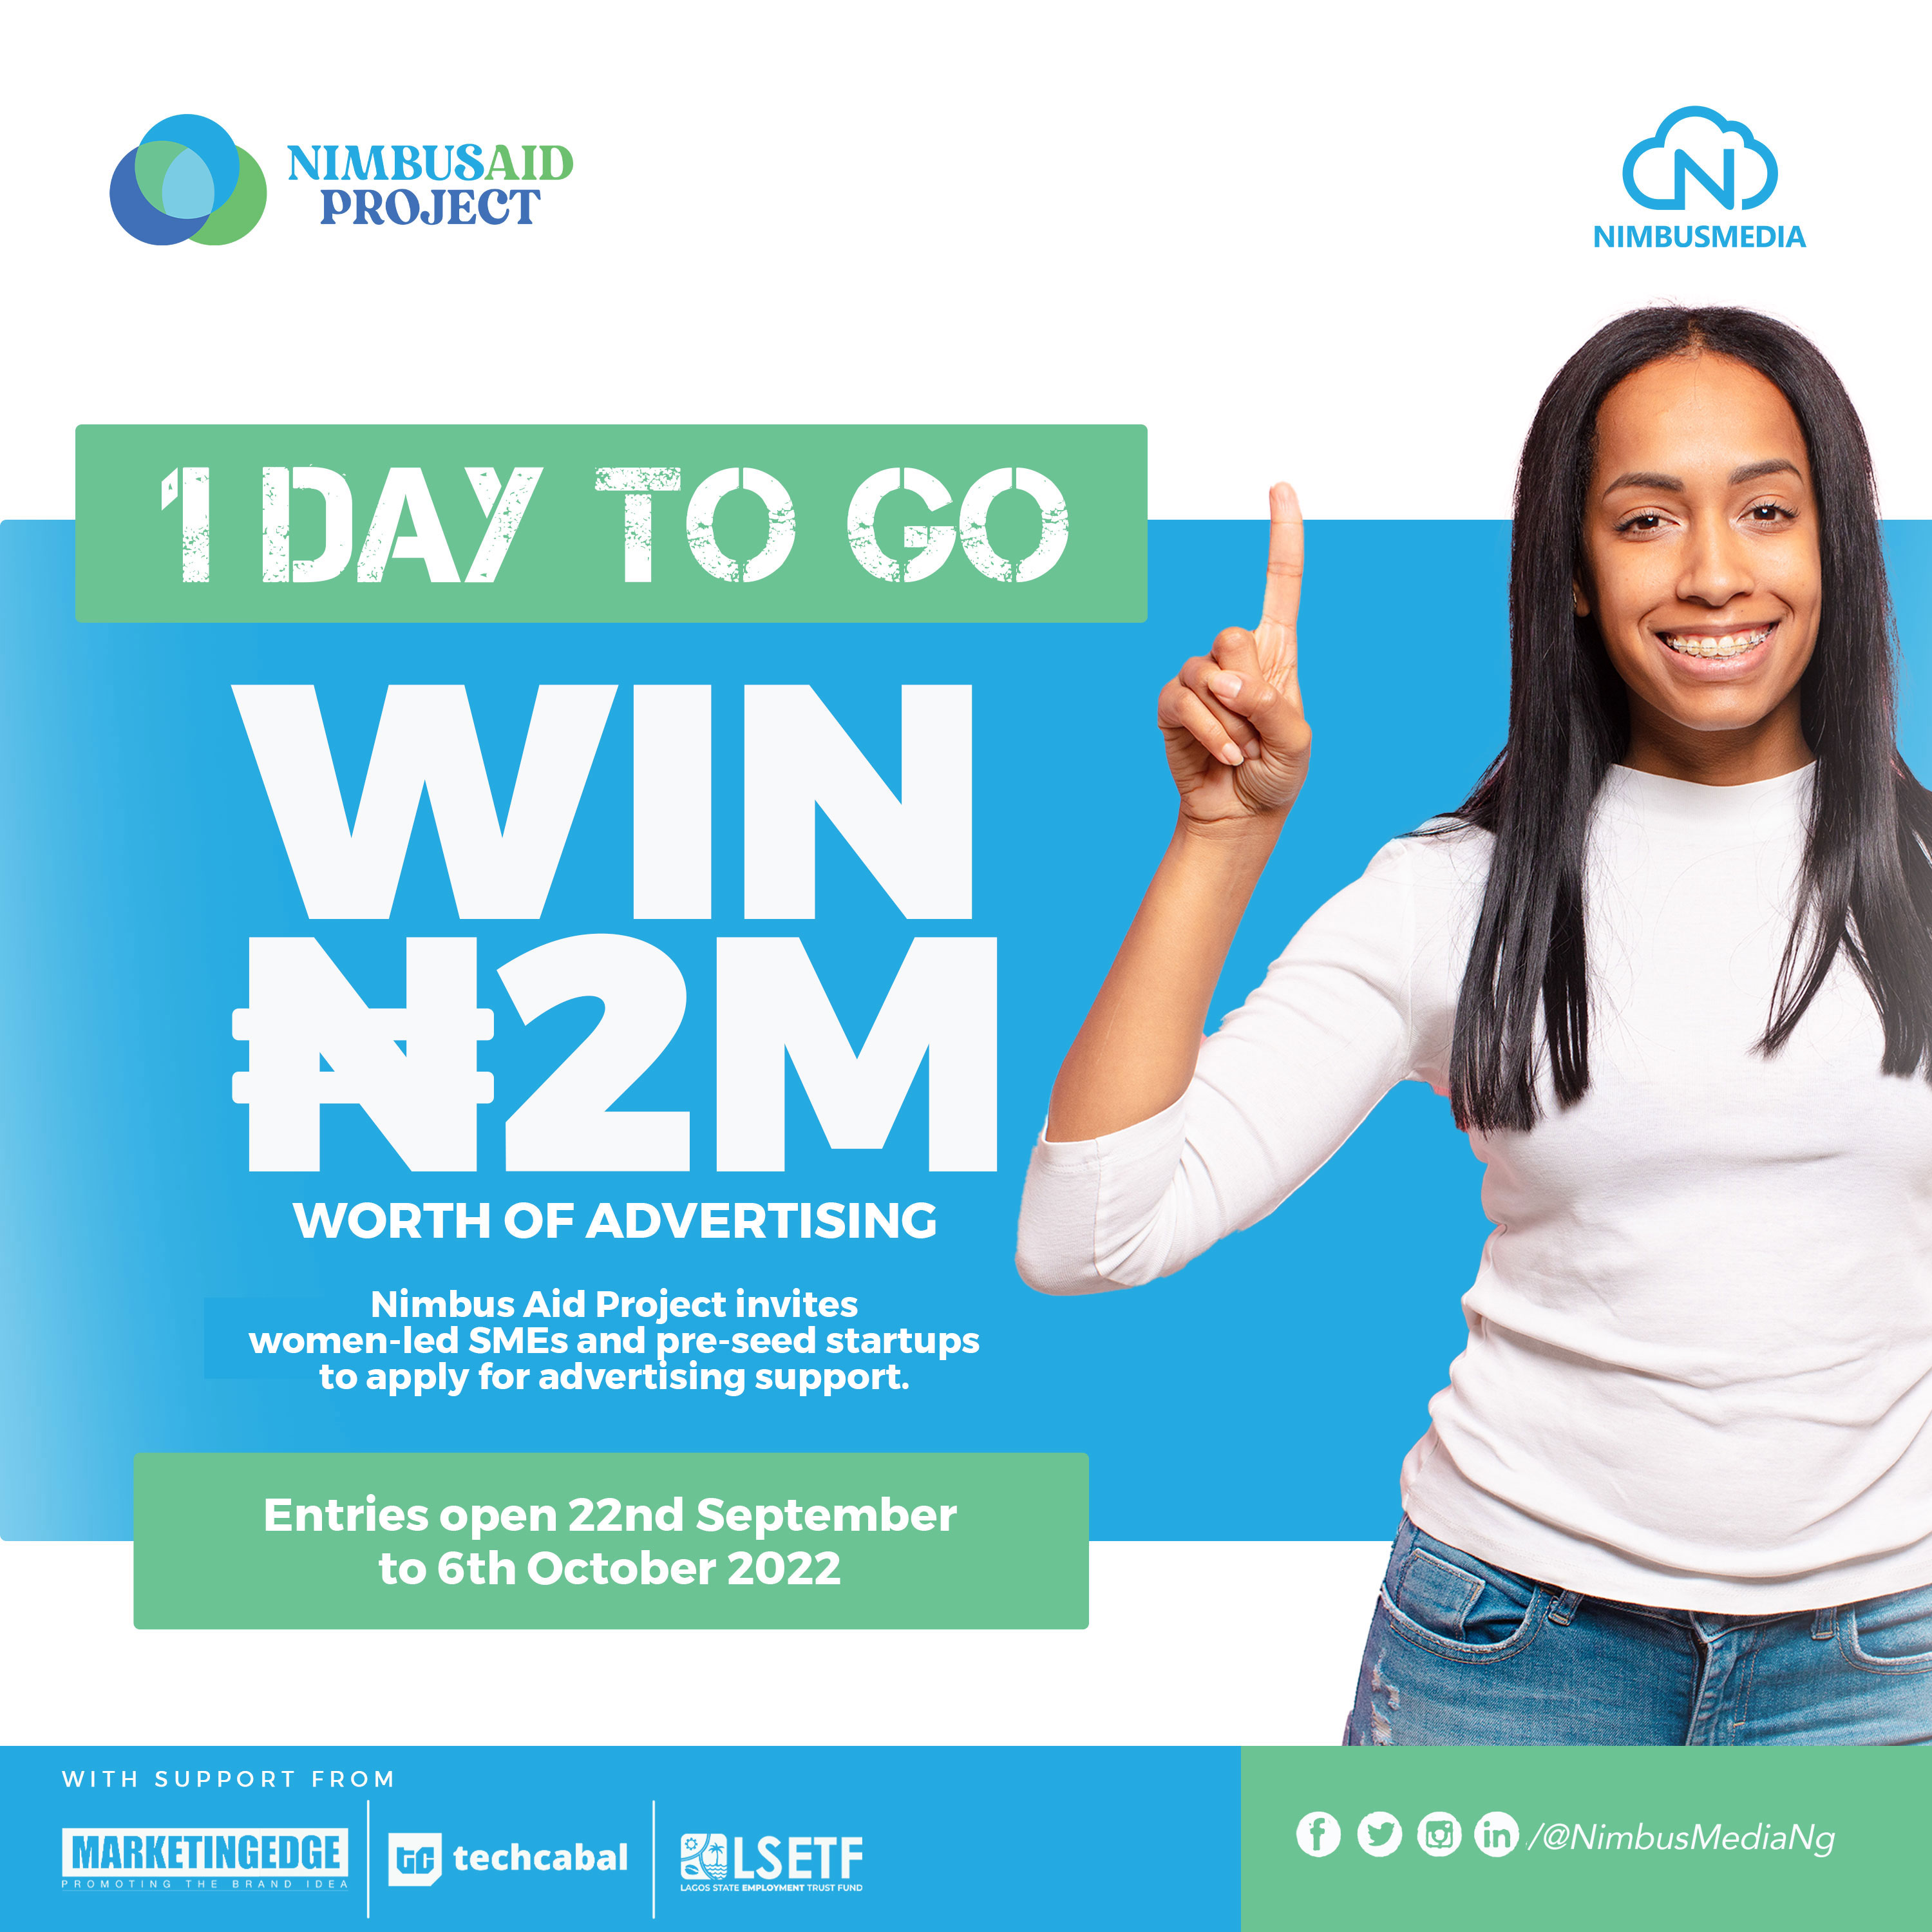 NIMBUSAID
PROJECT
N
NIMBUSMEDIA
1 DAY TO GO
WIN
₦2M
WORTH OF ADVERTISING
Nimbus Aid Project invites
women-led SMEs and pre-seed startups
to apply for advertising support.
Entries open 22nd September
to 6th October 2022
WITH SUPPORT FROM
MARKETINGEDGE
PROMOTING THE BRAND IDEA
TC techcabal
LSETF
LAGOS STATE EMPLOYMENT TRUST FUND
/@NimbusMediaNg